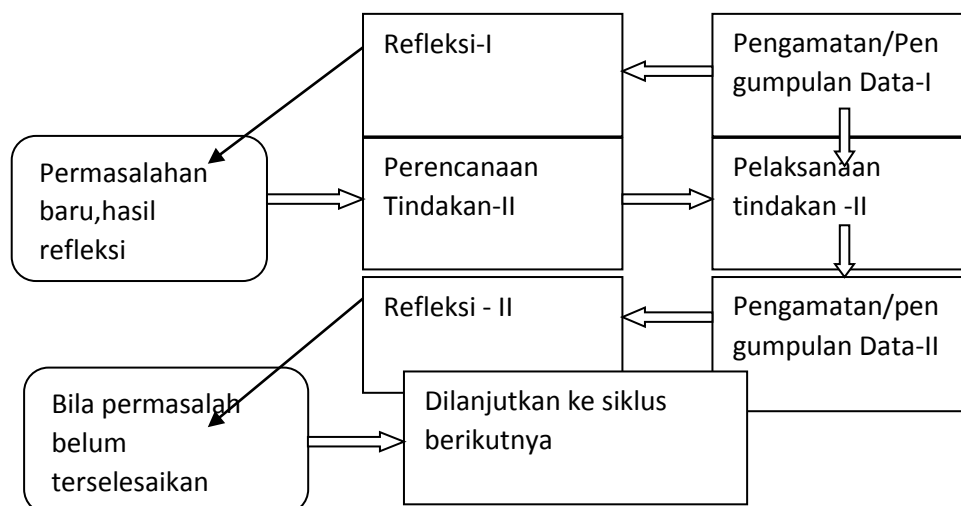 Refleksi-I
Pengamatan/Pen
gumpulan Data-I
Permasalahan
baru,hasil
refleksi
Perencanaan
Tindakan-II
Pelaksanaan
tindakan -II
Refleksi - II
Pengamatan/pen
gumpulan Data-II
Bila permasalah
belum
terselesaikan
Dilanjutkan ke siklus
berikutnya